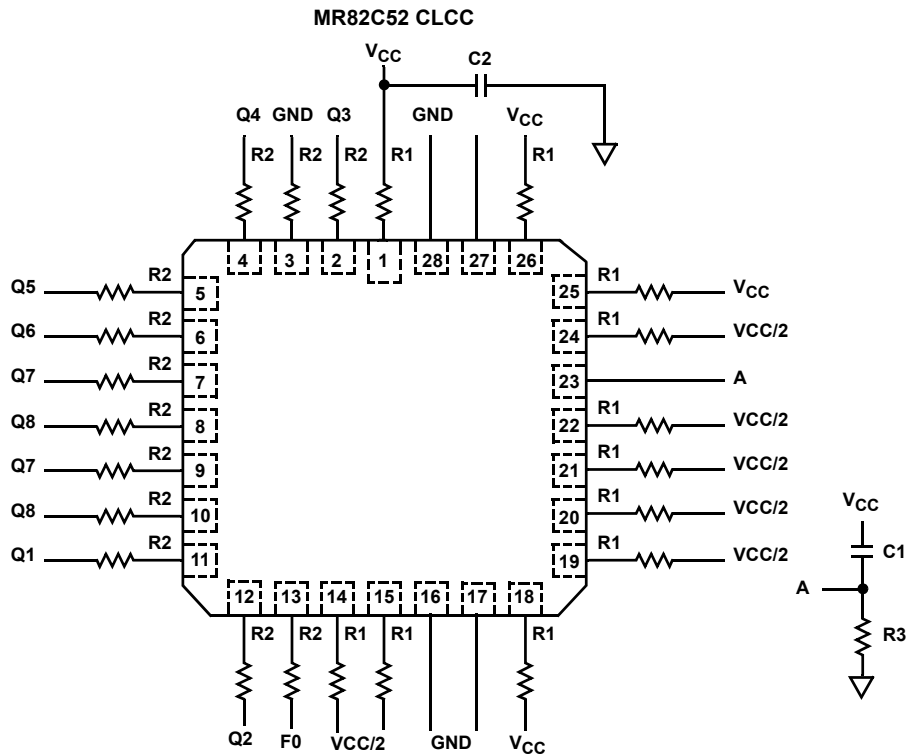 MR82C52 CLCC
VCC
C2
Q4 GND Q3 GND VCC
R2 R2 R2 R1 R1
4 3 2 1 28 27 26
Q5 R2 5 25 R1 VCC
Q6 R2 6 24 R1 VCC/2
Q7 R2 7 23 A
Q8 R2 8 22 R1 VCC/2
Q7 R2 9 21 R1 VCC/2
Q8 R2 10 20 R1 VCC/2
Q1 R2 11 19 R1 VCC/2
12 13 14 15 16 17 18
R2 R2 R1 R1 R1
Q2 F0 VCC/2 GND VCC
VCC
C1
A
R3